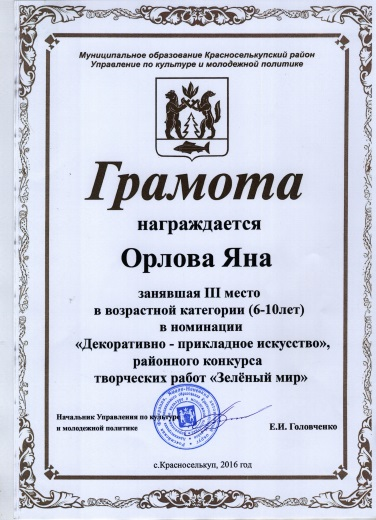 Муниципальное образование Красноселькупский район
Управление по культуре и молодежной политике
Грамота
награждается
Орлова Яна
занявшая III место
в возрастной категории (6-10лет)
в номинации
«Декоративно - прикладное искусство»,
районного конкурса
творческих работ «Зелёный мир»
Начальник Управления по культуре
и молодежной политике
Е.И. Головченко
с.Красноселькуп, 2016 год